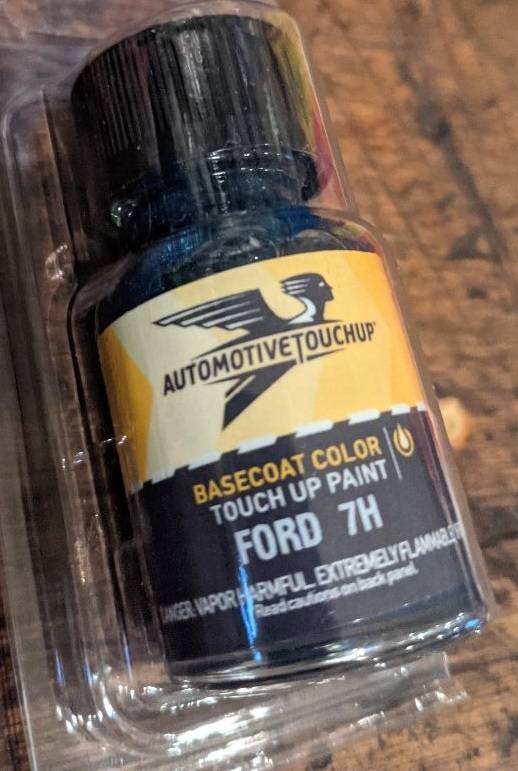 AUTOMOTIVETOUCHUP
BASECOAT COLOR
TOUCH UP PAINT
FORD 7H
HARMFUL. EXTREMELY FLAMMABLE
Read cautions on back panel.